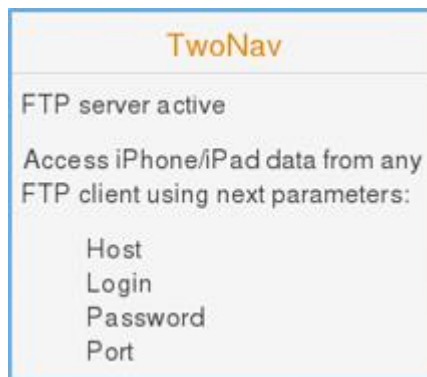 TwoNav
FTP server active
Access iPhone/iPad data from any
FTP client using next parameters:
Host
Login
Password
Port